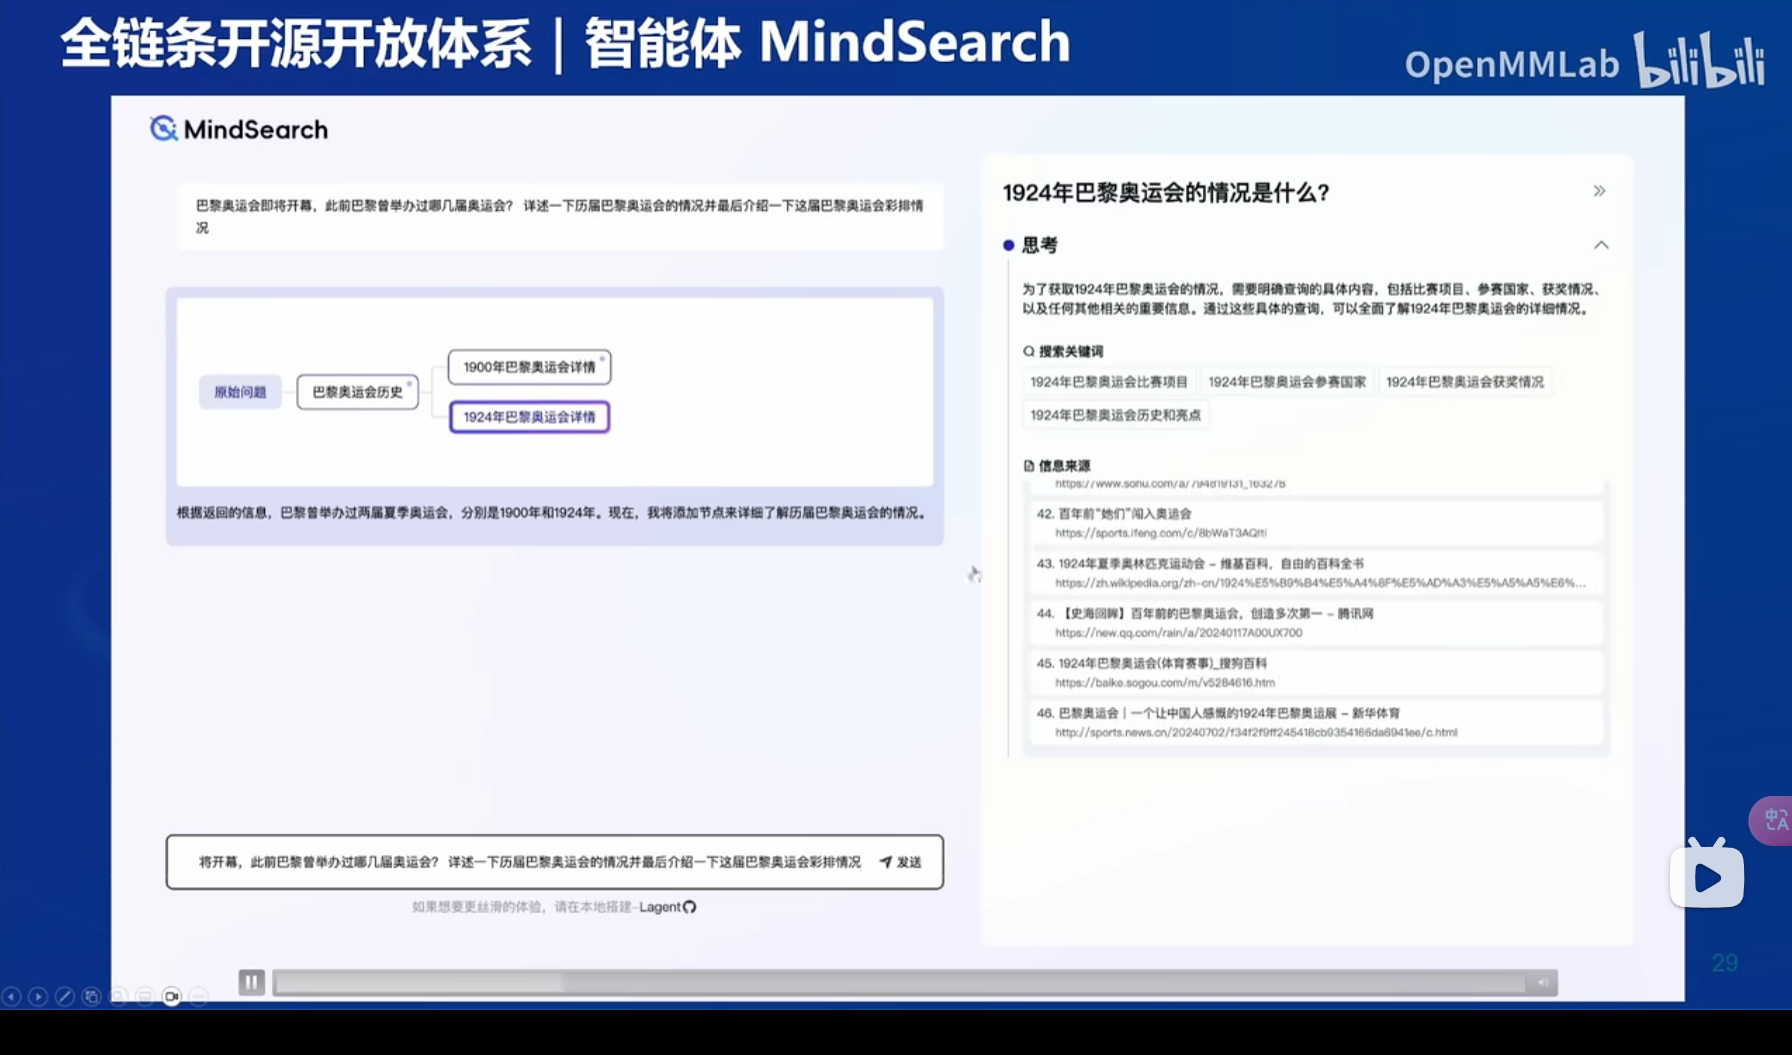 全链条开源开放体系 | 智能体 MindSearch
OpenMMLab bilibili
MindSearch
巴黎奥运会即将开幕，此前巴黎曾举办过哪几届奥运会？ 详述一下历届巴黎奥运会的情况并最后介绍一下这届巴黎奥运会彩排情
况
原始问题
巴黎奥运会历史
1900年巴黎奥运会详情
1924年巴黎奥运会详情
根据返回的信息，巴黎曾举办过两届夏季奥运会，分别是1900年和1924年。现在，我将添加节点来详细了解历届巴黎奥运会的情况。
将开幕，此前巴黎曾举办过哪几届奥运会？ 详述一下历届巴黎奥运会的情况并最后介绍一下这届巴黎奥运会彩排情况 发送
如果想要更丝滑的体验，请在本地搭建-Lagent
1924年巴黎奥运会的情况是什么?
思考
为了获取1924年巴黎奥运会的情况，需要明确查询的具体内容，包括比赛项目、参赛国家、获奖情况、
以及任何其他相关的重要信息。通过这些具体的查询，可以全面了解1924年巴黎奥运会的详细情况。
搜索关键词
1924年巴黎奥运会比赛项目 1924年巴黎奥运会参赛国家 1924年巴黎奥运会获奖情况
1924年巴黎奥运会历史和亮点
信息来源
https://www.sohu.com/a/794819131_163278
42. 百年前“她们”闯入奥运会
https://sports.ifeng.com/c/8bWaT3AQlti
43. 1924年夏季奥林匹克运动会 – 维基百科，自由的百科全书
https://zh.wikipedia.org/zh-cn/1924%E5%B9%B4%E5%A4%8F%E5%AD%A3%E5%A5%A5%E6%...
44. 【史海回眸】百年前的巴黎奥运会，创造多次第一 – 腾讯网
https://new.qq.com/rain/a/20240117A00UX700
45. 1924年巴黎奥运会(体育赛事)_搜狗百科
https://baike.sogou.com/m/v5284616.htm
46. 巴黎奥运会｜一个让中国人感慨的1924年巴黎奥运展 – 新华体育
http://sports.news.cn/20240702/f34f2f9ff245418cb9354166da6941ee/c.html
中A
29